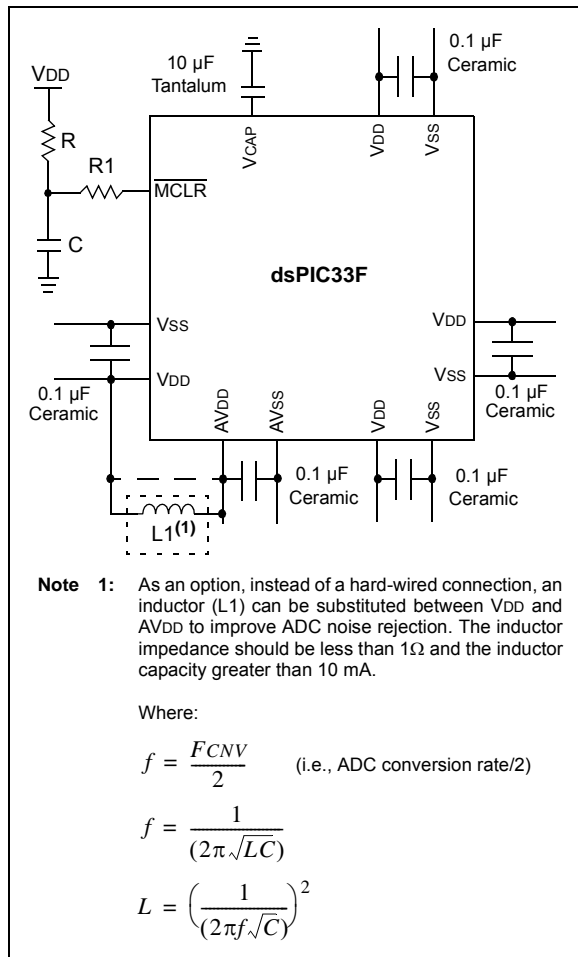 10 µF
Tantalum
0.1 µF
Ceramic
VDD
R
R1
C
MCLR
VCAP
VDD
VSS
dsPIC33F
VSS
VDD
0.1 µF
Ceramic
VDD
VSS
0.1 µF
Ceramic
AVDD
AVSS
VDD
VSS
0.1 µF
Ceramic
0.1 µF
Ceramic
L1(1)
Note 1: As an option, instead of a hard-wired connection, an
inductor (L1) can be substituted between VDD and
AVDD to improve ADC noise rejection. The inductor
impedance should be less than 1Ω and the inductor
capacity greater than 10 mA.
Where:
f = FCNV / 2 (i.e., ADC conversion rate/2)
f = 1 / (2π√LC)
L = (1 / (2πf√C))²